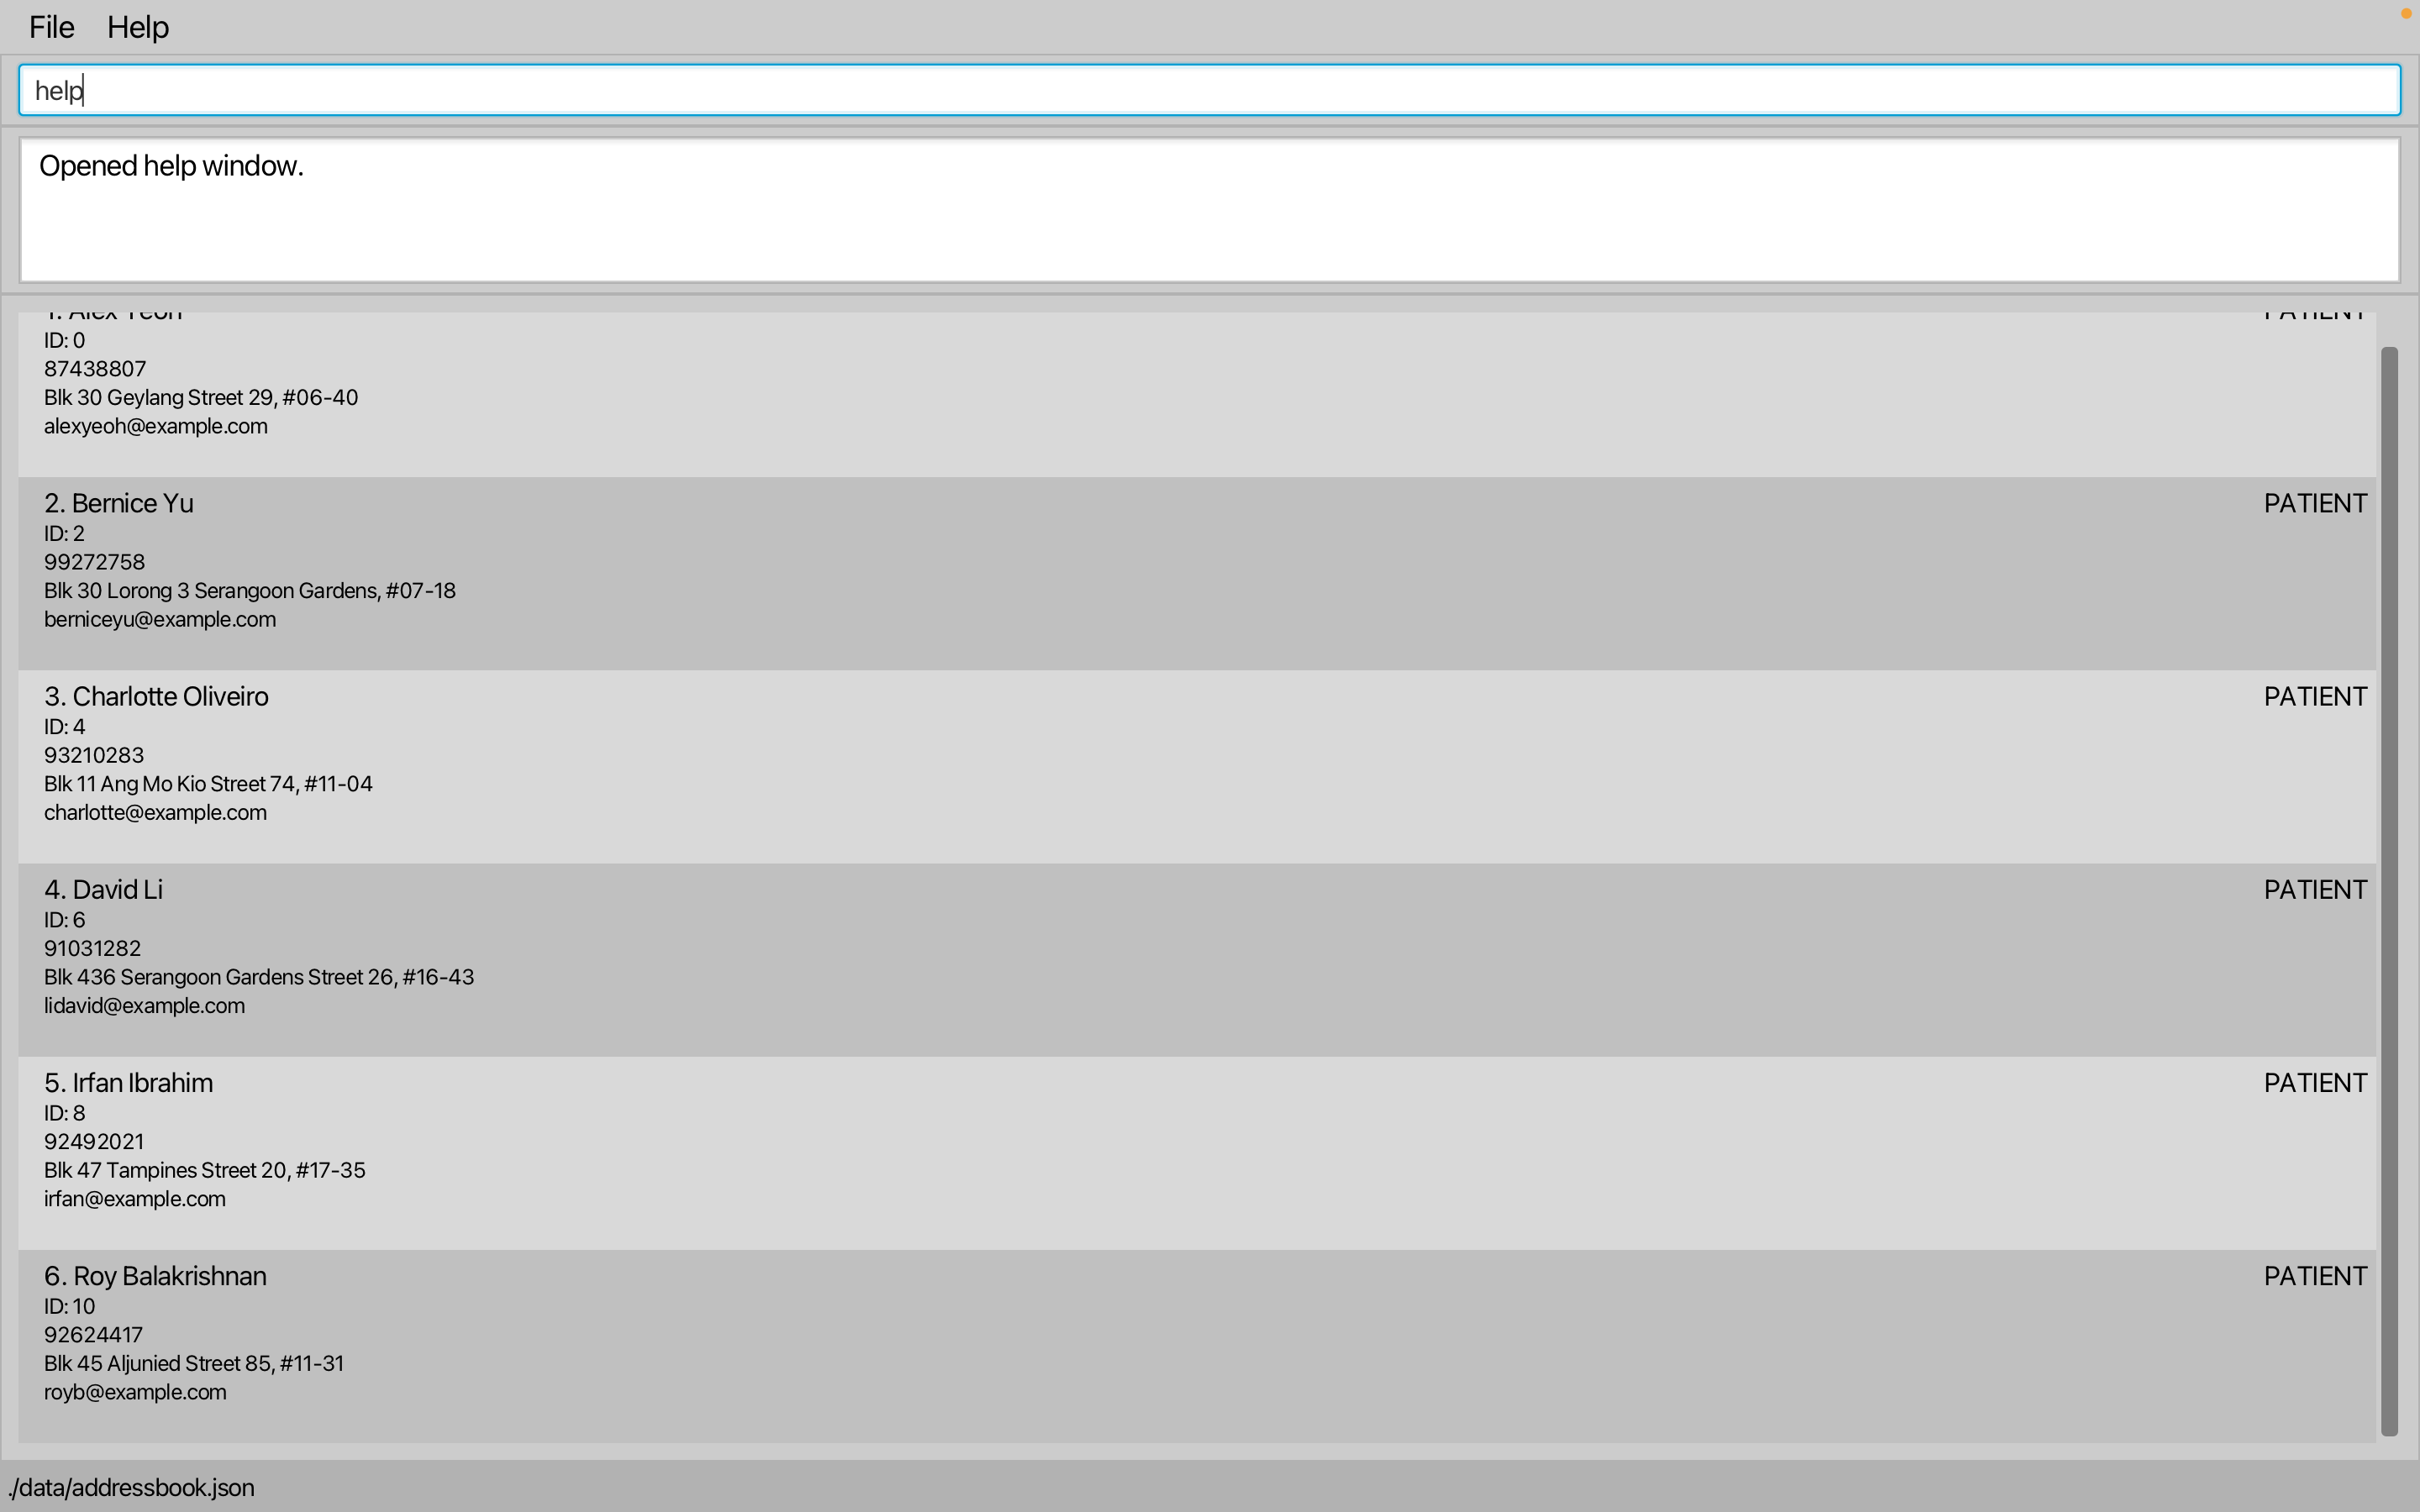 File Help
help
Opened help window.
1. Alex Yeoh
ID: 0
87438807
Blk 30 Geylang Street 29, #06-40
alexyeoh@example.com
2. Bernice Yu PATIENT
ID: 2
99272758
Blk 30 Lorong 3 Serangoon Gardens, #07-18
berniceyu@example.com
3. Charlotte Oliveiro PATIENT
ID: 4
93210283
Blk 11 Ang Mo Kio Street 74, #11-04
charlotte@example.com
4. David Li PATIENT
ID: 6
91031282
Blk 436 Serangoon Gardens Street 26, #16-43
lidavid@example.com
5. Irfan Ibrahim PATIENT
ID: 8
92492021
Blk 47 Tampines Street 20, #17-35
irfan@example.com
6. Roy Balakrishnan PATIENT
ID: 10
92624417
Blk 45 Aljunied Street 85, #11-31
royb@example.com
./data/addressbook.json